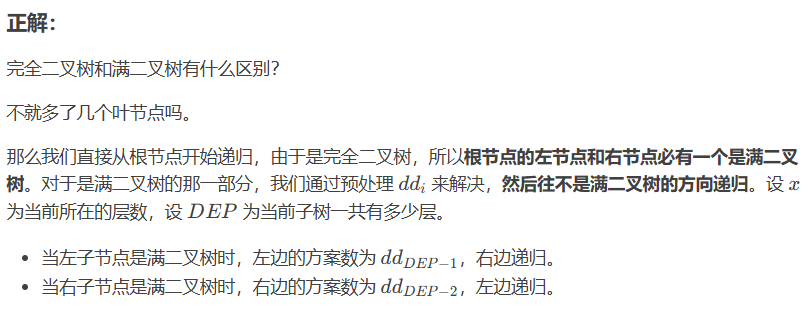 正解：
完全二叉树和满二叉树有什么区别？
不就多了几个叶节点吗。
那么我们直接从根节点开始递归，由于是完全二叉树，所以根节点的左节点和右节点必有一个是满二叉
树。对于是满二叉树的那一部分，我们通过预处理 dd_i 来解决，然后往不是满二叉树的方向递归。设 x
为当前所在的层数，设 DEP 为当前子树一共有多少层。
• 当左子节点是满二叉树时，左边的方案数为 dd_{DEP−1}，右边递归。
• 当右子节点是满二叉树时，右边的方案数为 dd_{DEP−2}，左边递归。